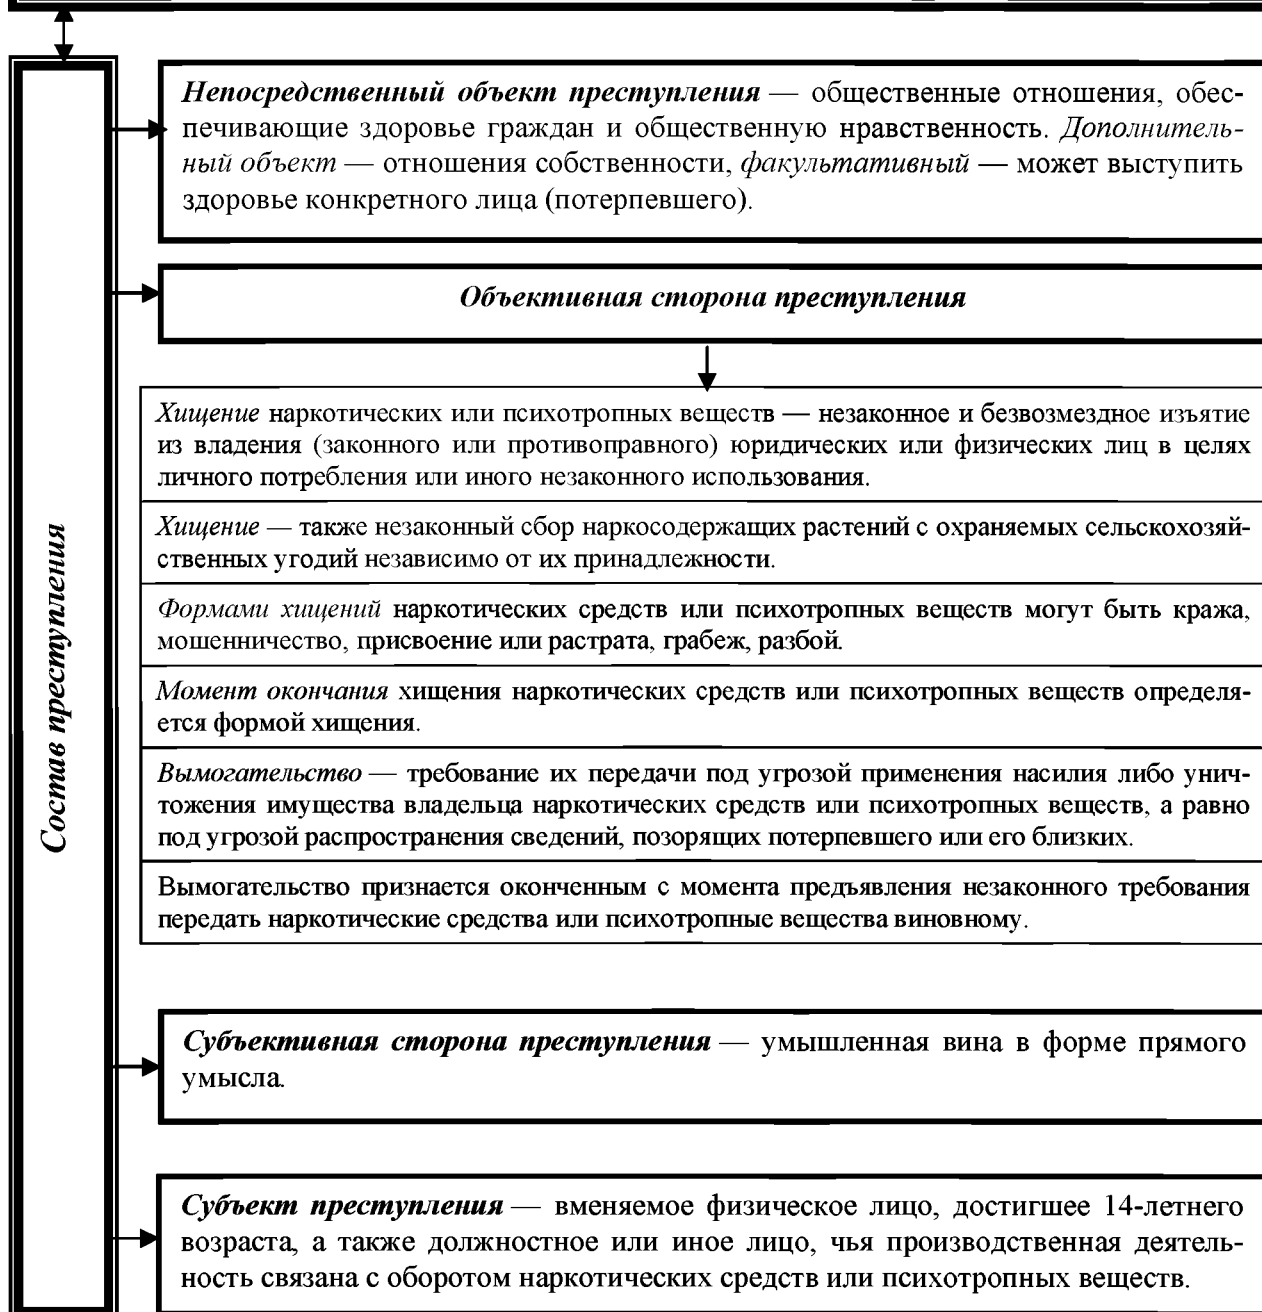 Состав преступления
Непосредственный объект преступления — общественные отношения, обес-
печивающие здоровье граждан и общественную нравственность. Дополнитель-
ный объект — отношения собственности, факультативный — может выступить
здоровье конкретного лица (потерпевшего).
Объективная сторона преступления
Хищение наркотических или психотропных веществ — незаконное и безвозмездное изъятие
из владения (законного или противоправного) юридических или физических лиц в целях
личного потребления или иного незаконного использования.
Хищение — также незаконный сбор наркосодержащих растений с охраняемых сельскохозяй-
ственных угодий независимо от их принадлежности.
Формами хищений наркотических средств или психотропных веществ могут быть кража,
мошенничество, присвоение или растрата, грабеж, разбой.
Момент окончания хищения наркотических средств или психотропных веществ определя-
ется формой хищения.
Вымогательство — требование их передачи под угрозой применения насилия либо унич-
тожения имущества владельца наркотических средств или психотропных веществ, а равно
под угрозой распространения сведений, позорящих потерпевшего или его близких.
Вымогательство признается оконченным с момента предъявления незаконного требования
передать наркотические средства или психотропные вещества виновному.
Субъективная сторона преступления — умышленная вина в форме прямого
умысла.
Субъект преступления — вменяемое физическое лицо, достигшее 14-летнего
возраста, а также должностное или иное лицо, чья производственная деятель-
ность связана с оборотом наркотических средств или психотропных веществ.